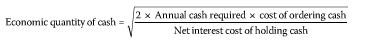 Economic quantity of cash = √(2 × Annual cash required × cost of ordering cash / Net interest cost of holding cash)